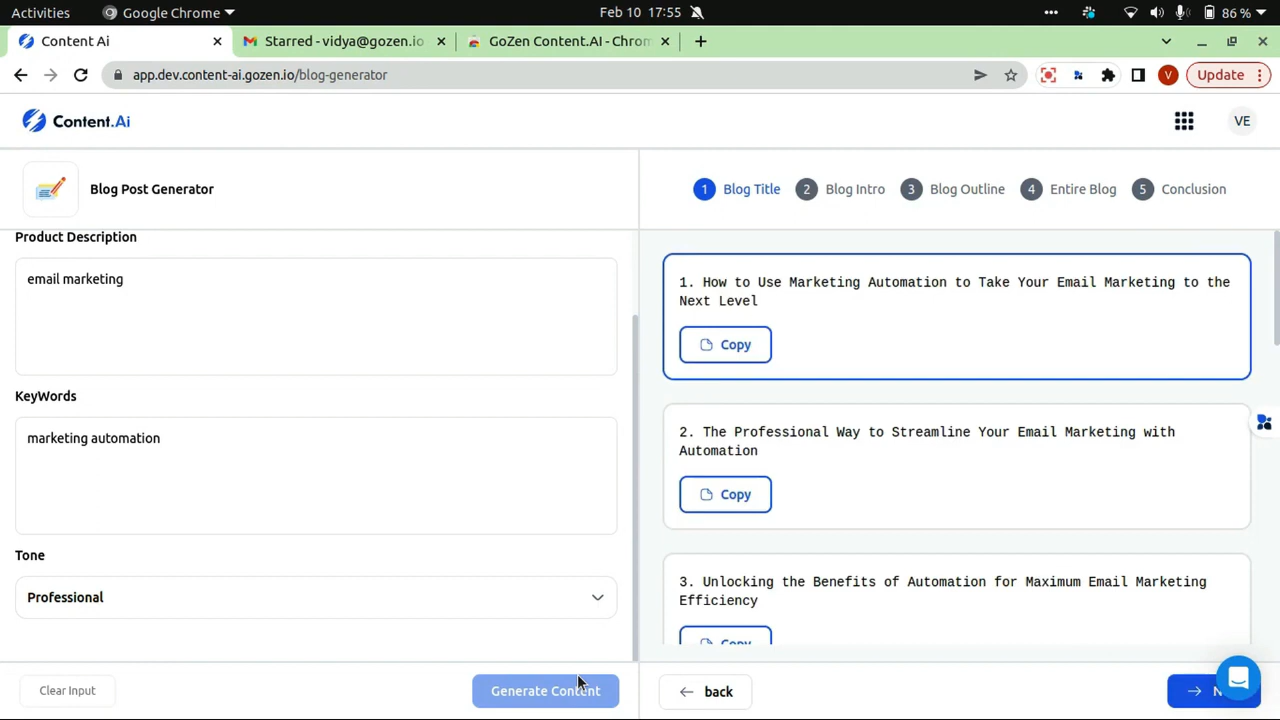 Activities
Google Chrome
Feb 10 17:55
86 %
Content Ai
Starred - vidya@gozen.io
GoZen Content.AI - Chrom
app.dev.content-ai.gozen.io/blog-generator
V
Update
Content.Ai
VE
Blog Post Generator
1 Blog Title
2 Blog Intro
3 Blog Outline
4 Entire Blog
5 Conclusion
Product Description
email marketing
KeyWords
marketing automation
Tone
Professional
Clear Input
Generate Content
1. How to Use Marketing Automation to Take Your Email Marketing to the
Next Level
Copy
2. The Professional Way to Streamline Your Email Marketing with
Automation
Copy
3. Unlocking the Benefits of Automation for Maximum Email Marketing
Efficiency
Copy
back